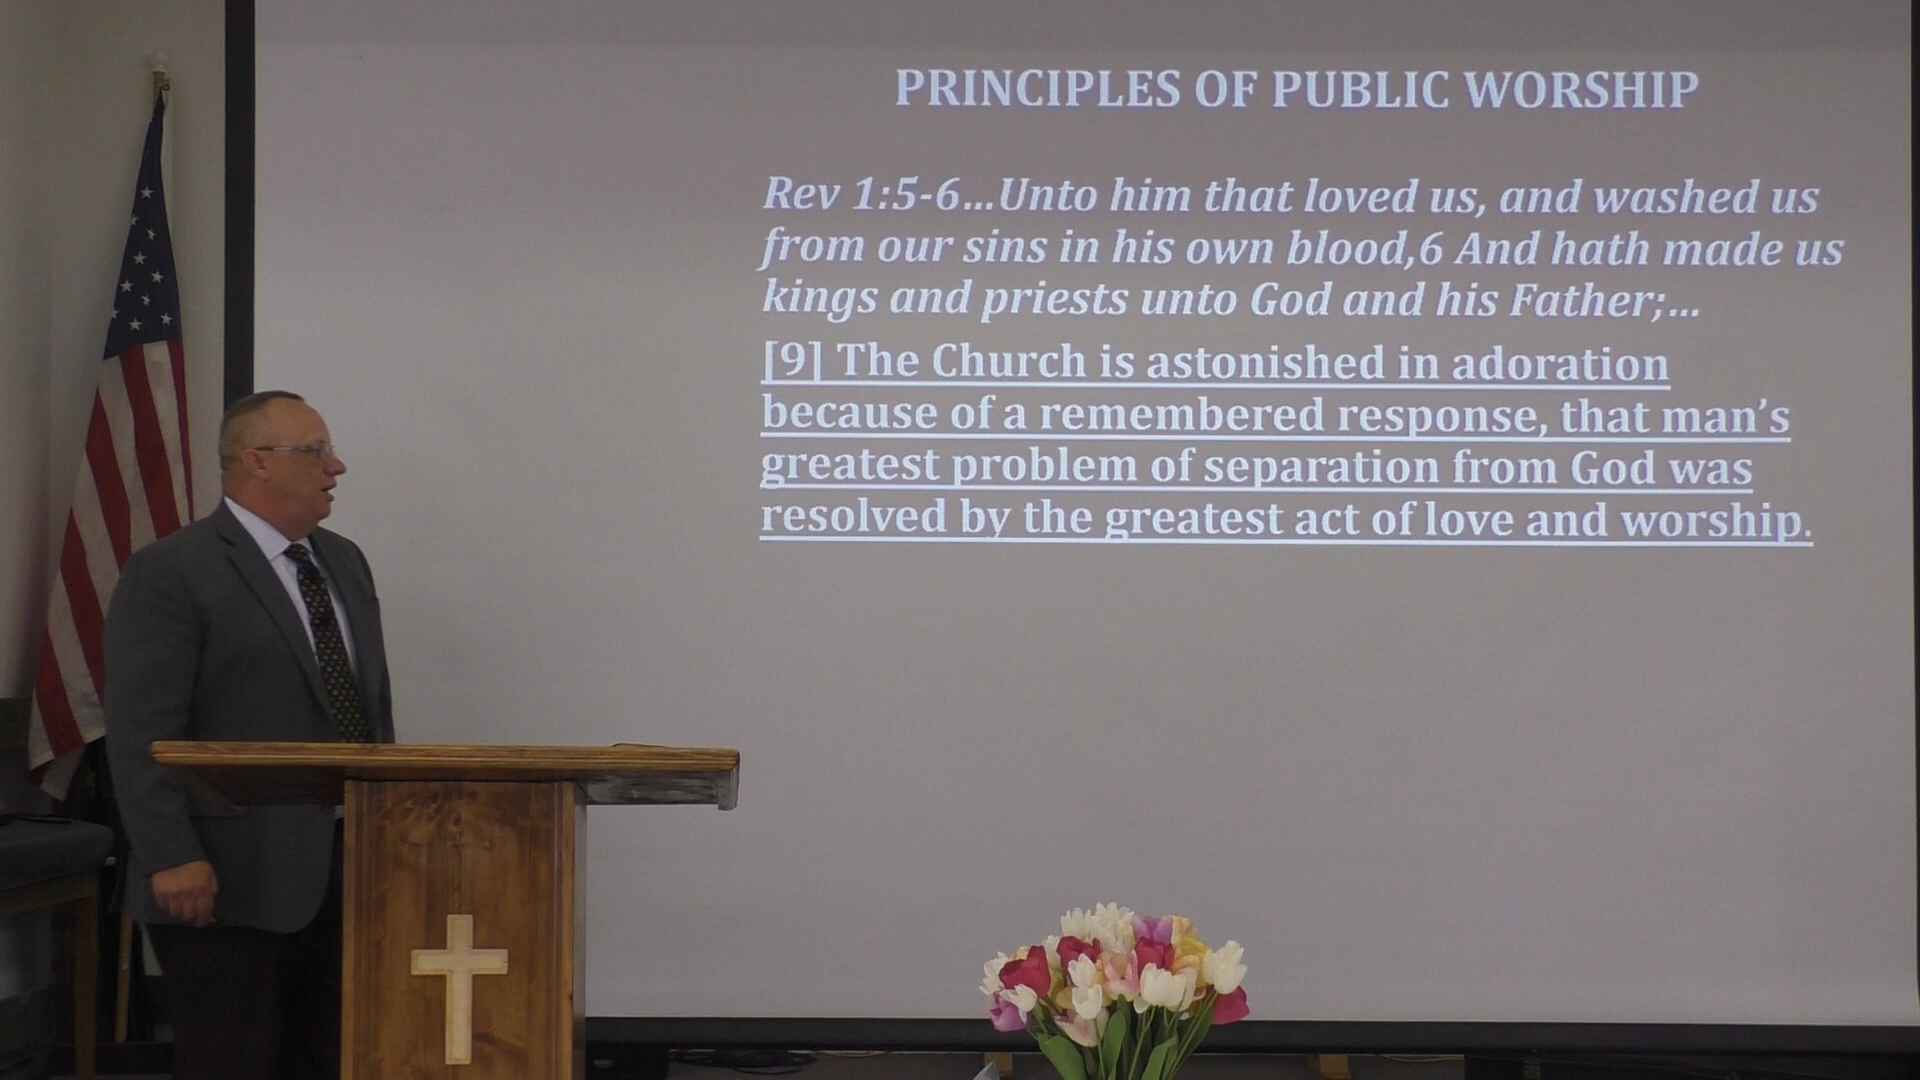 PRINCIPLES OF PUBLIC WORSHIP
Rev 1:5-6...Unto him that loved us, and washed us
from our sins in his own blood,6 And hath made us
kings and priests unto God and his Father;...
[9] The Church is astonished in adoration
because of a remembered response, that man’s
greatest problem of separation from God was
resolved by the greatest act of love and worship.